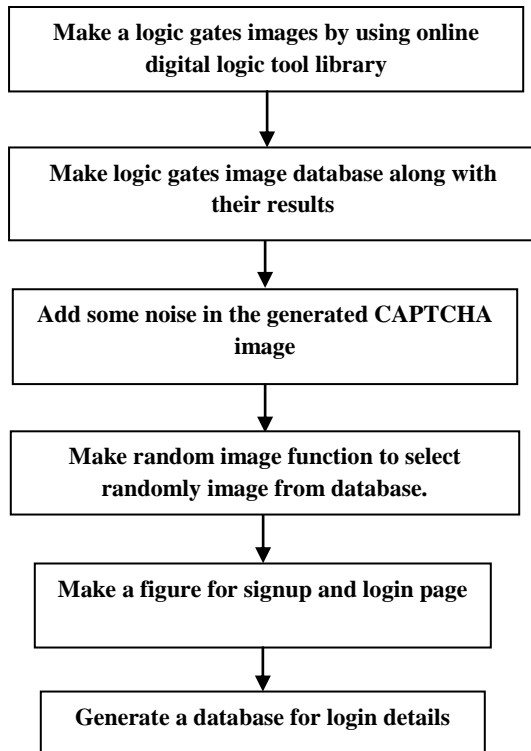 Make a logic gates images by using online
digital logic tool library
Make logic gates image database along with
their results
Add some noise in the generated CAPTCHA
image
Make random image function to select
randomly image from database.
Make a figure for signup and login page
Generate a database for login details